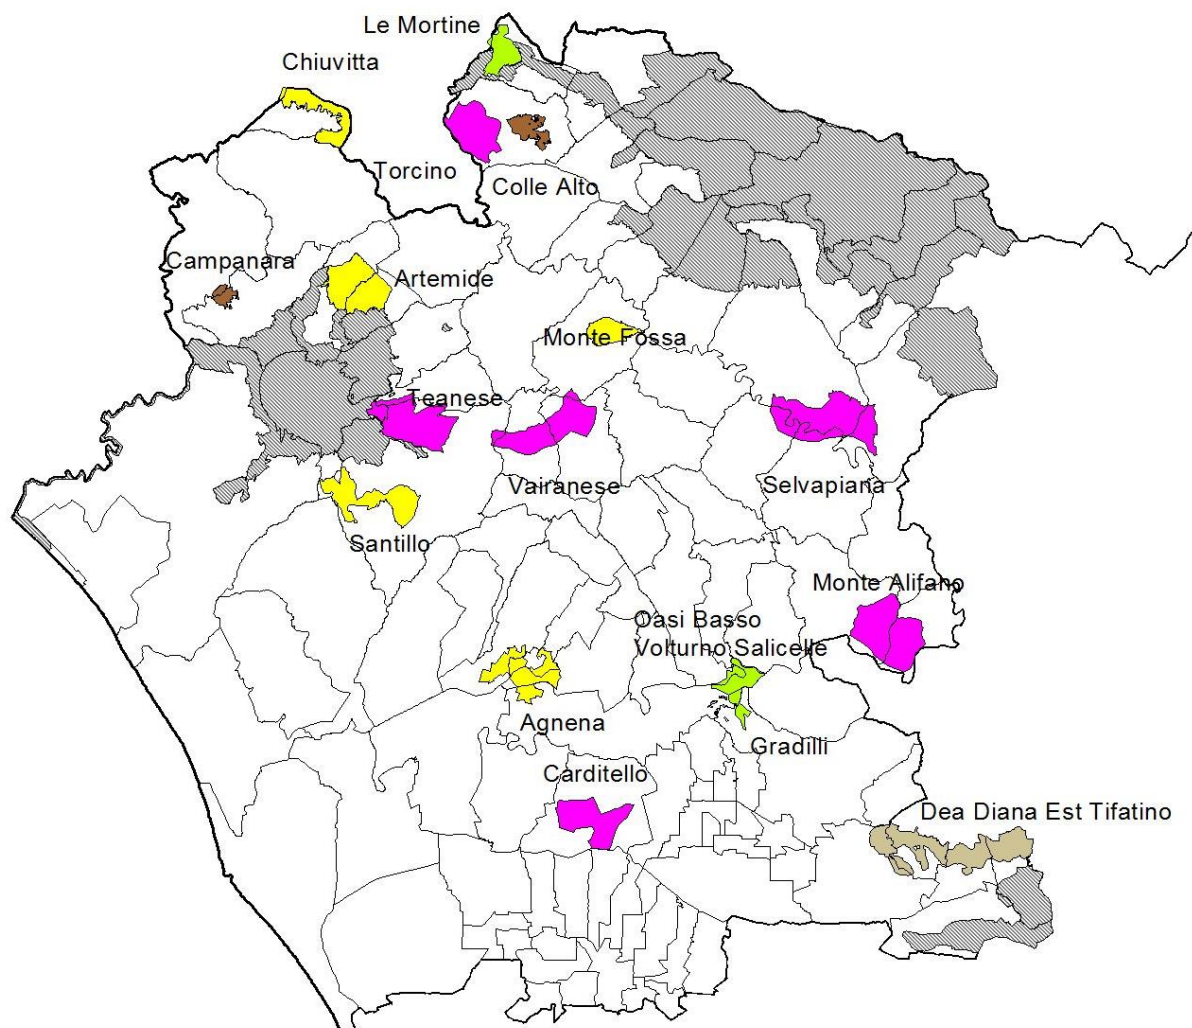 Le Mortine
Chiuvitta
Torcino
Colle Alto
Campanara
Artemide
Monte Fossa
Teanese
Vairanese
Selvapiana
Santillo
Monte Alifano
Oasi Basso
Volturno Salicelle
Agnena
Gradilli
Carditello
Dea Diana Est Tifatino